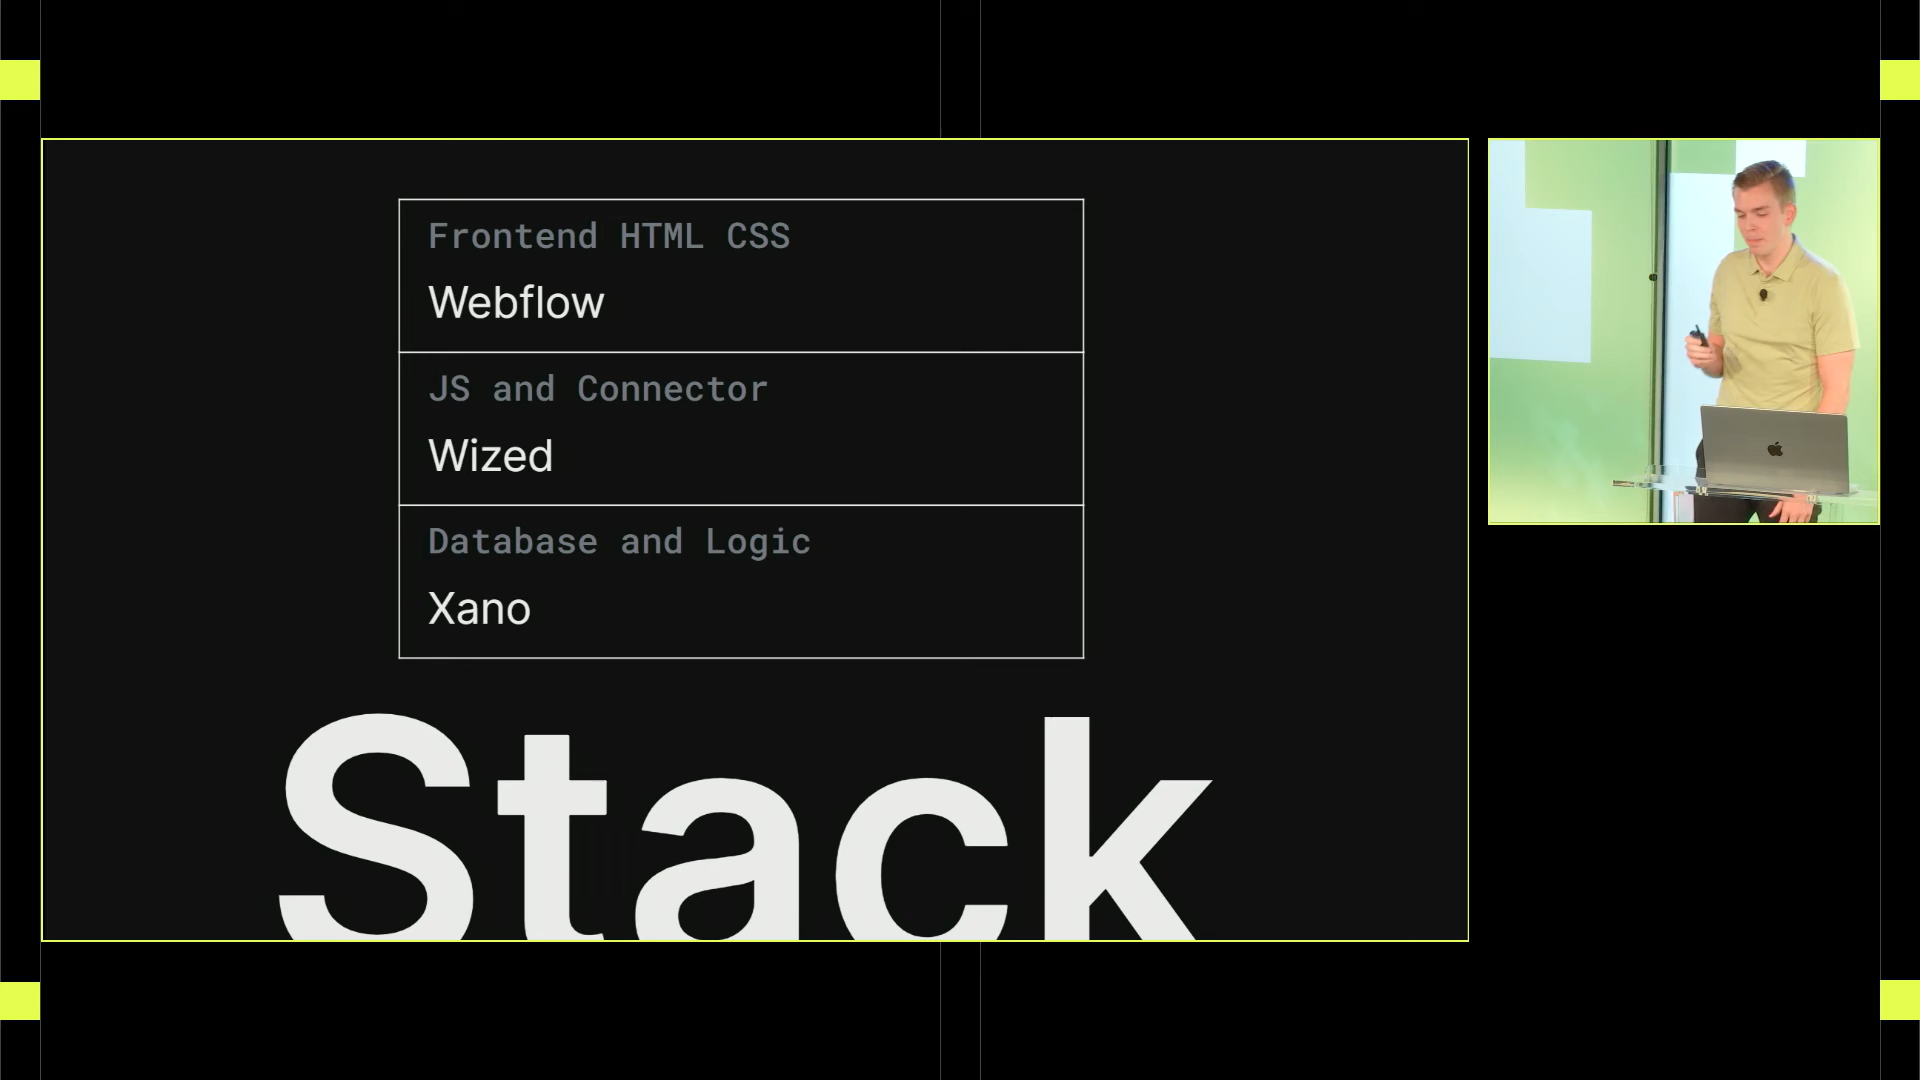 Frontend HTML CSS
Webflow
JS and Connector
Wized
Database and Logic
Xano
Stack